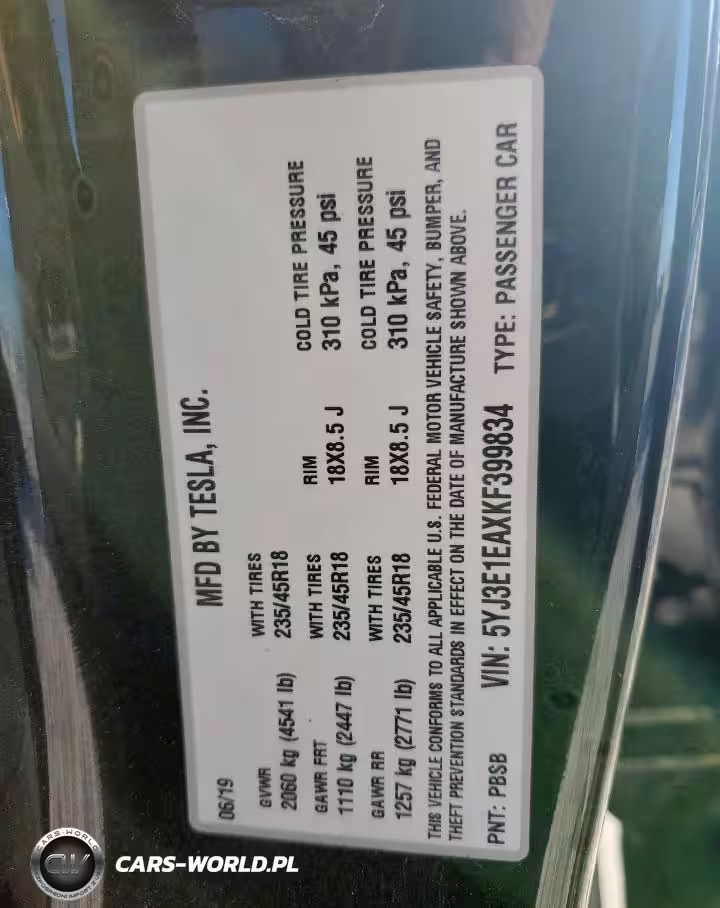 MFD BY TESLA, INC.
06/19
GVWR WITH TIRES
2060 kg (4541 lb) 235/45R18
GAWR FRT WITH TIRES RIM COLD TIRE PRESSURE
1110 kg (2447 lb) 235/45R18 18X8.5 J 310 kPa, 45 psi
GAWR RR WITH TIRES RIM COLD TIRE PRESSURE
1257 kg (2771 lb) 235/45R18 18X8.5 J 310 kPa, 45 psi
THIS VEHICLE CONFORMS TO ALL APPLICABLE U.S. FEDERAL MOTOR VEHICLE SAFETY, BUMPER, AND
THEFT PREVENTION STANDARDS IN EFFECT ON THE DATE OF MANUFACTURE SHOWN ABOVE.
PNT: PBSB VIN: 5YJ3E1EAXKF399834 TYPE: PASSENGER CAR
CARS-WORLD
CW
CARS-WORLD.PL